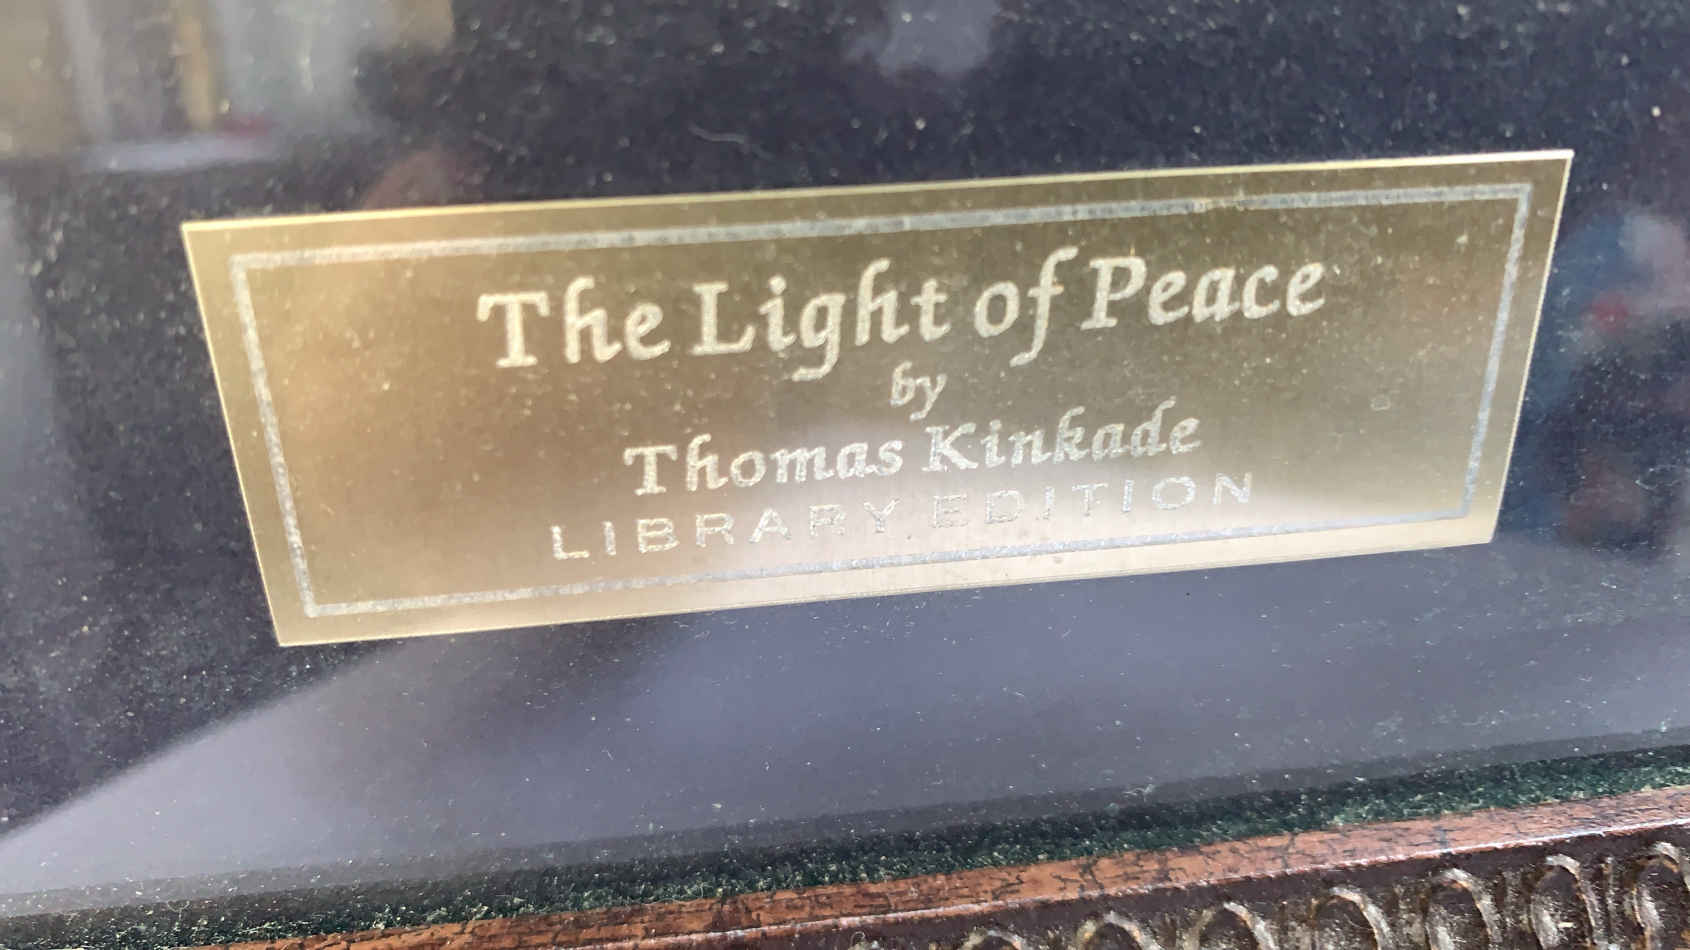 The Light of Peace
by
Thomas Kinkade
LIBRARY EDITION